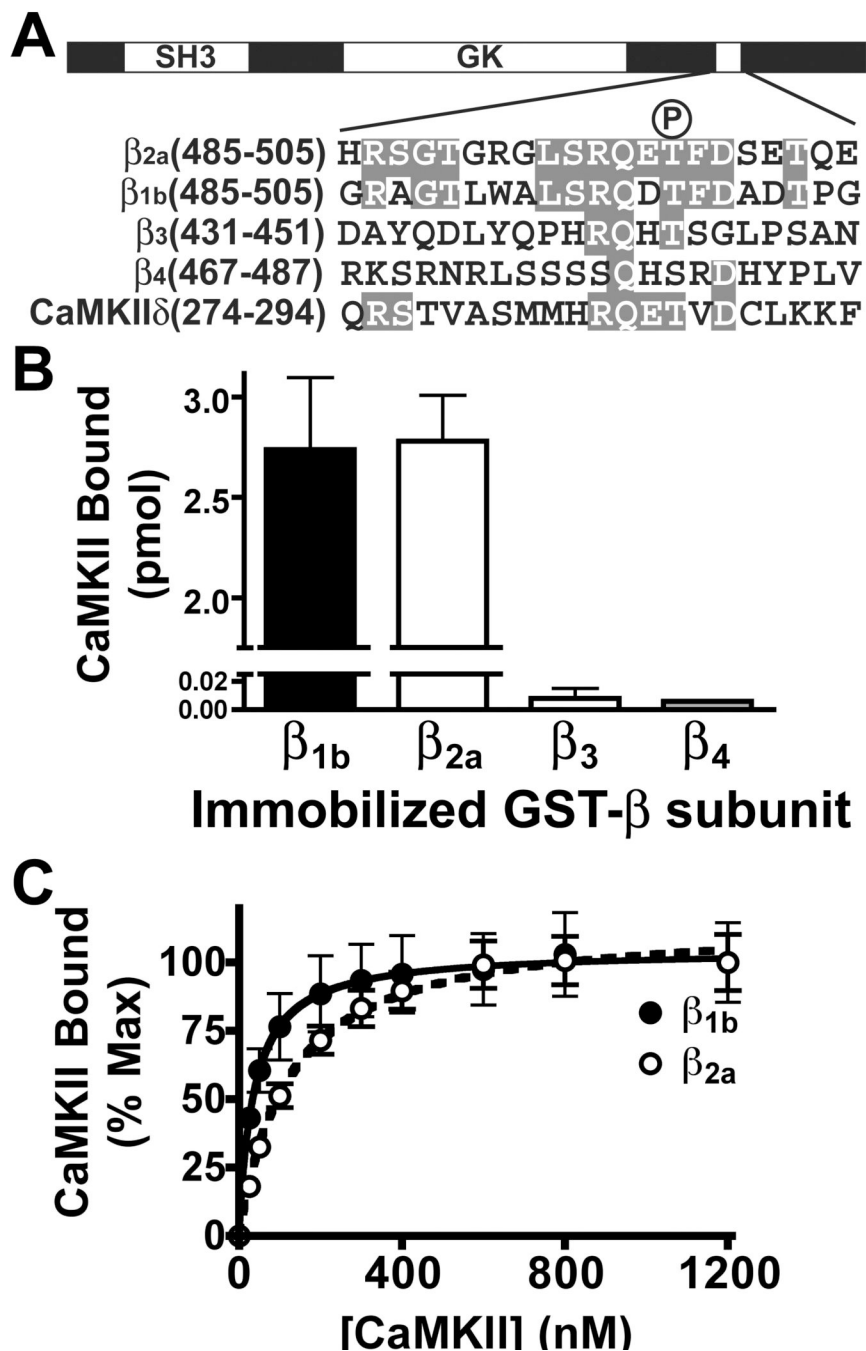 A
SH3 GK
P
β2a(485-505) HRSGTGRGLSRQETFDSETQE
β1b(485-505) GRAGTLWALSRQDTFDADTPG
β3(431-451) DAYQDLYQPHRQHTSGLPSAN
β4(467-487) RKSRNRLSSSSQHSRDHYPLV
CaMKIIδ(274-294) QRSTVASMMHRQETVDCLKKF
B
CaMKII Bound
(pmol)
3.0
2.5
2.0
0.02
0.00
β1b β2a β3 β4
Immobilized GST-β subunit
C
CaMKII Bound
(% Max)
100
75
50
25
0
β1b
β2a
0 400 800 1200
[CaMKII] (nM)